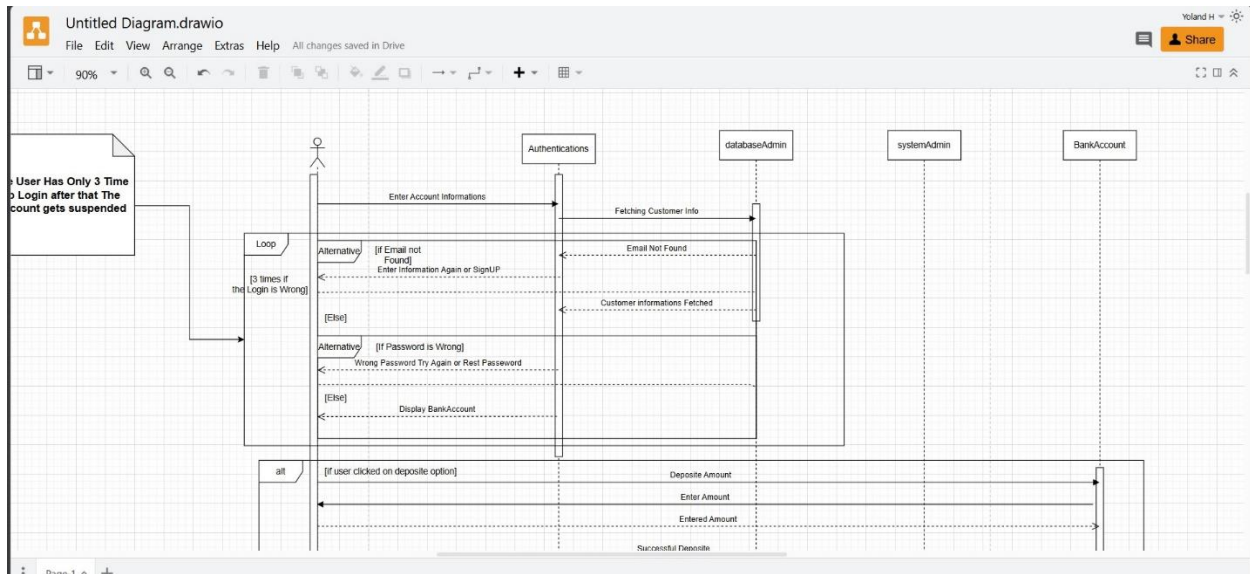 Untitled Diagram.drawio
Yoland H
File Edit View Arrange Extras Help All changes saved in Drive
Share
90%
Authentications
databaseAdmin
systemAdmin
BankAccount
User Has Only 3 Time
Login after that The
count gets suspended
Enter Account Informations
Fetching Customer Info
Loop
[3 times if
the Login is Wrong]
Alternative
[if Email not
Found]
Email Not Found
Enter Information Again or SignUP
Customer informations Fetched
[Else]
Alternative
[If Password is Wrong]
Wrong Password Try Again or Rest Passeword
[Else]
Display BankAccount
alt
[if user clicked on deposite option]
Deposite Amount
Enter Amount
Entered Amount
Successful Deposite
Page 1